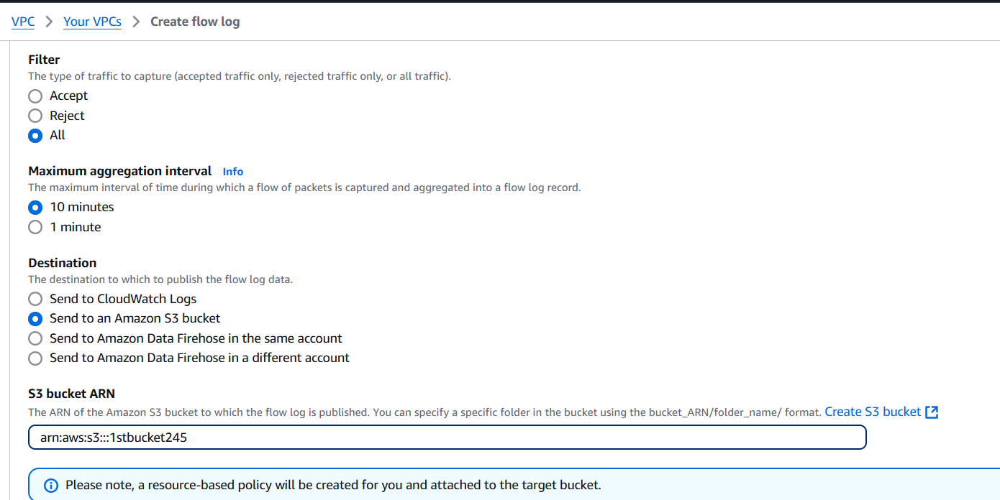 VPC > Your VPCs > Create flow log
Filter
The type of traffic to capture (accepted traffic only, rejected traffic only, or all traffic).
Accept
Reject
All
Maximum aggregation interval Info
The maximum interval of time during which a flow of packets is captured and aggregated into a flow log record.
10 minutes
1 minute
Destination
The destination to which to publish the flow log data.
Send to CloudWatch Logs
Send to an Amazon S3 bucket
Send to Amazon Data Firehose in the same account
Send to Amazon Data Firehose in a different account
S3 bucket ARN
The ARN of the Amazon S3 bucket to which the flow log is published. You can specify a specific folder in the bucket using the bucket_ARN/folder_name/ format. Create S3 bucket
arn:aws:s3:::1stbucket245
Please note, a resource-based policy will be created for you and attached to the target bucket.